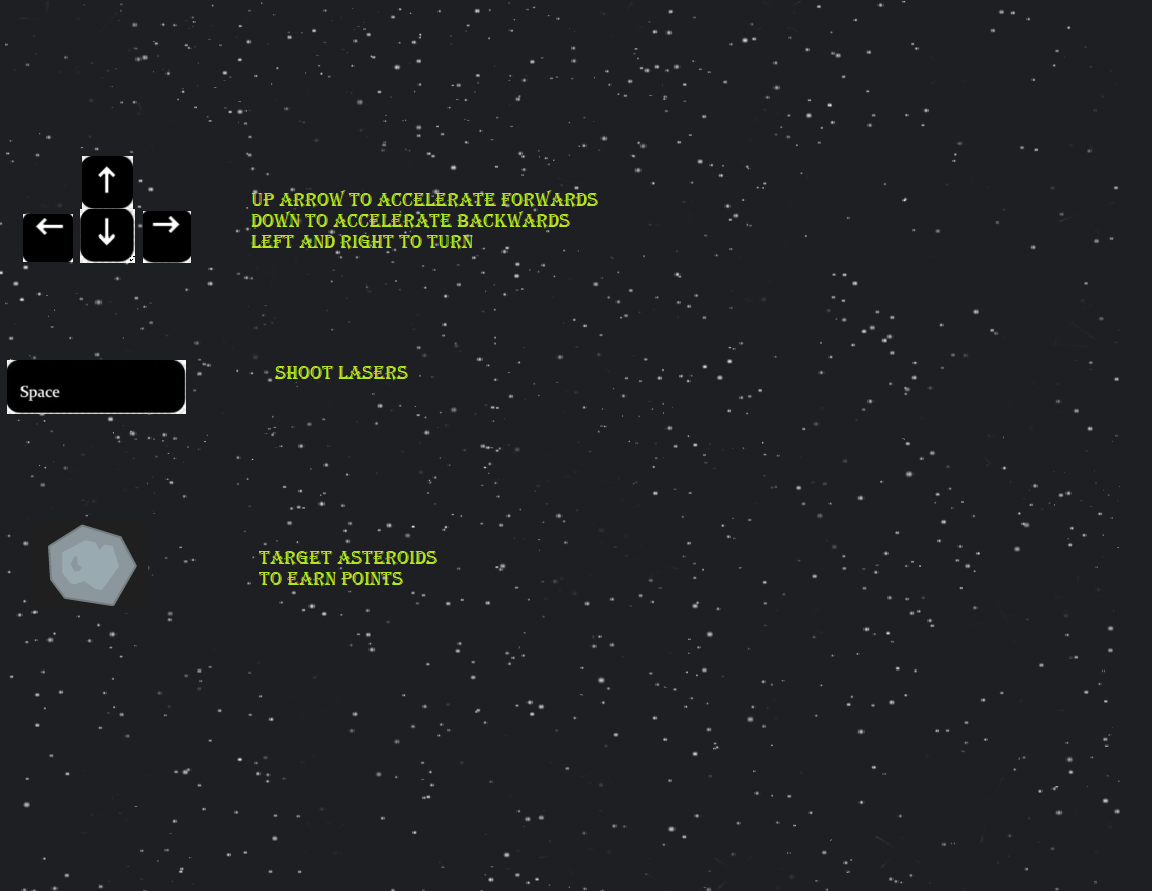 UP ARROW TO ACCELERATE FORWARDS
DOWN TO ACCELERATE BACKWARDS
LEFT AND RIGHT TO TURN
Space
SHOOT LASERS
TARGET ASTEROIDS
TO EARN POINTS